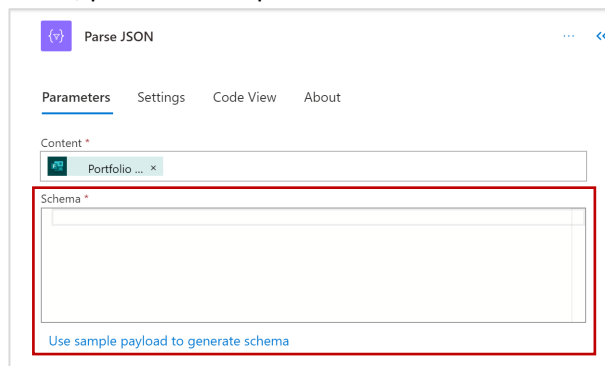 Parse JSON
Parameters Settings Code View About
Content *
Portfolio ... ×
Schema *
Use sample payload to generate schema